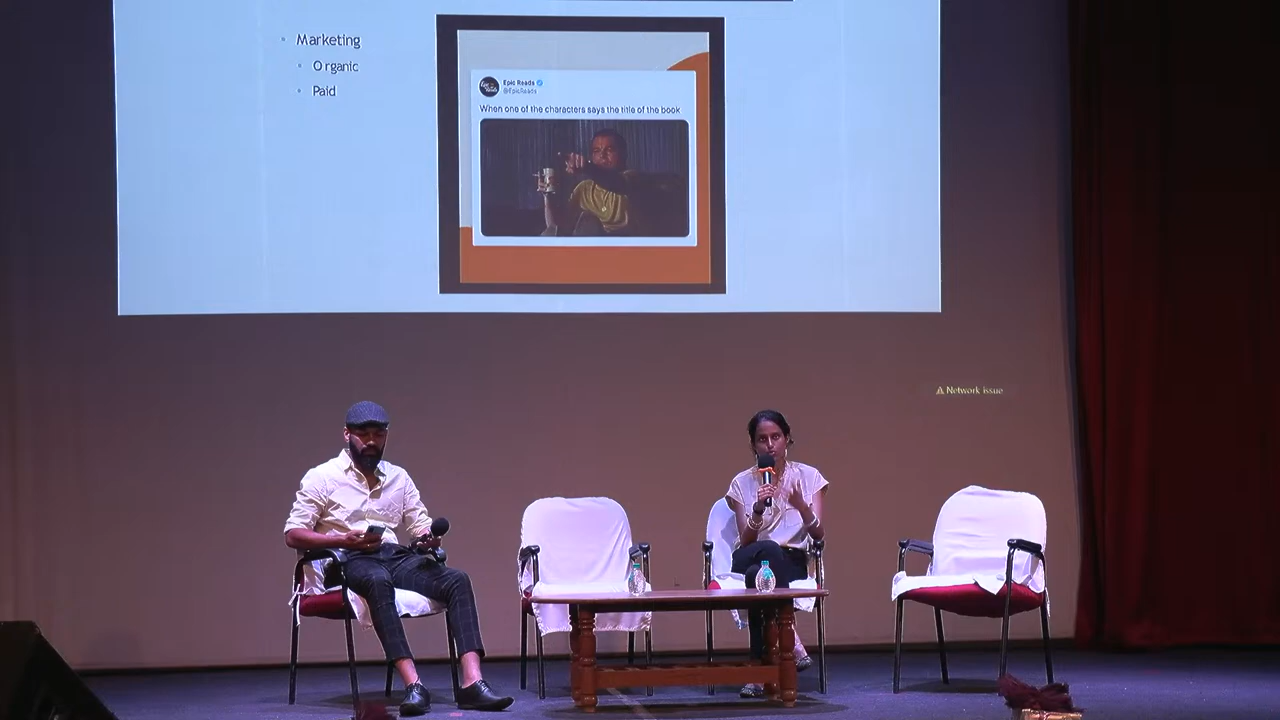 Marketing
Organic
Paid
Epic Reads
@EpicReads
When one of the characters says the title of the book
Network issue